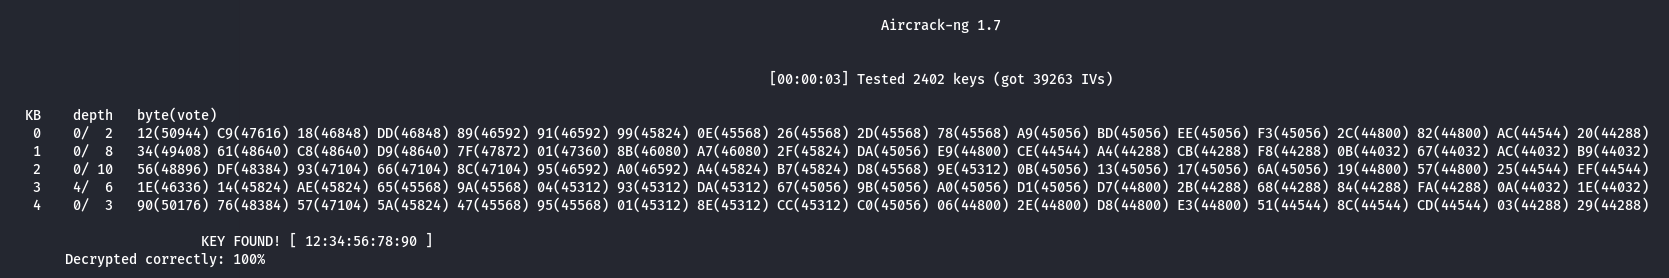 Aircrack-ng 1.7
[00:00:03] Tested 2402 keys (got 39263 IVs)
KB    depth   byte(vote)
0    0/  2   12(50944) C9(47616) 18(46848) DD(46848) 89(46592) 91(46592) 99(45824) 0E(45568) 26(45568) 2D(45568) 78(45568) A9(45056) BD(45056) EE(45056) F3(45056) 2C(44800) 82(44800) AC(44544) 20(44288)
1    0/  8   34(49408) 61(48640) C8(48640) D9(48640) 7F(47872) 01(47360) 8B(46080) A7(46080) 2F(45824) DA(45056) E9(44800) CE(44544) A4(44288) CB(44288) F8(44288) 0B(44032) 67(44032) AC(44032) B9(44032)
2    0/ 10   56(48896) DF(48384) 93(47104) 66(47104) 8C(47104) 95(46592) A0(46592) A4(45824) B7(45824) D8(45568) 9E(45312) 0B(45056) 13(45056) 17(45056) 6A(45056) 19(44800) 57(44800) 25(44544) EF(44544)
3    4/  6   1E(46336) 14(45824) AE(45824) 65(45568) 9A(45568) 04(45312) 93(45312) DA(45312) 67(45056) 9B(45056) A0(45056) D1(45056) D7(44800) 2B(44288) 68(44288) 84(44288) FA(44288) 0A(44032) 1E(44032)
4    0/  3   90(50176) 76(48384) 57(47104) 5A(45824) 47(45568) 95(45568) 01(45312) 8E(45312) CC(45312) C0(45056) 06(44800) 2E(44800) D8(44800) E3(44800) 51(44544) 8C(44544) CD(44544) 03(44288) 29(44288)
KEY FOUND! [ 12:34:56:78:90 ]
Decrypted correctly: 100%